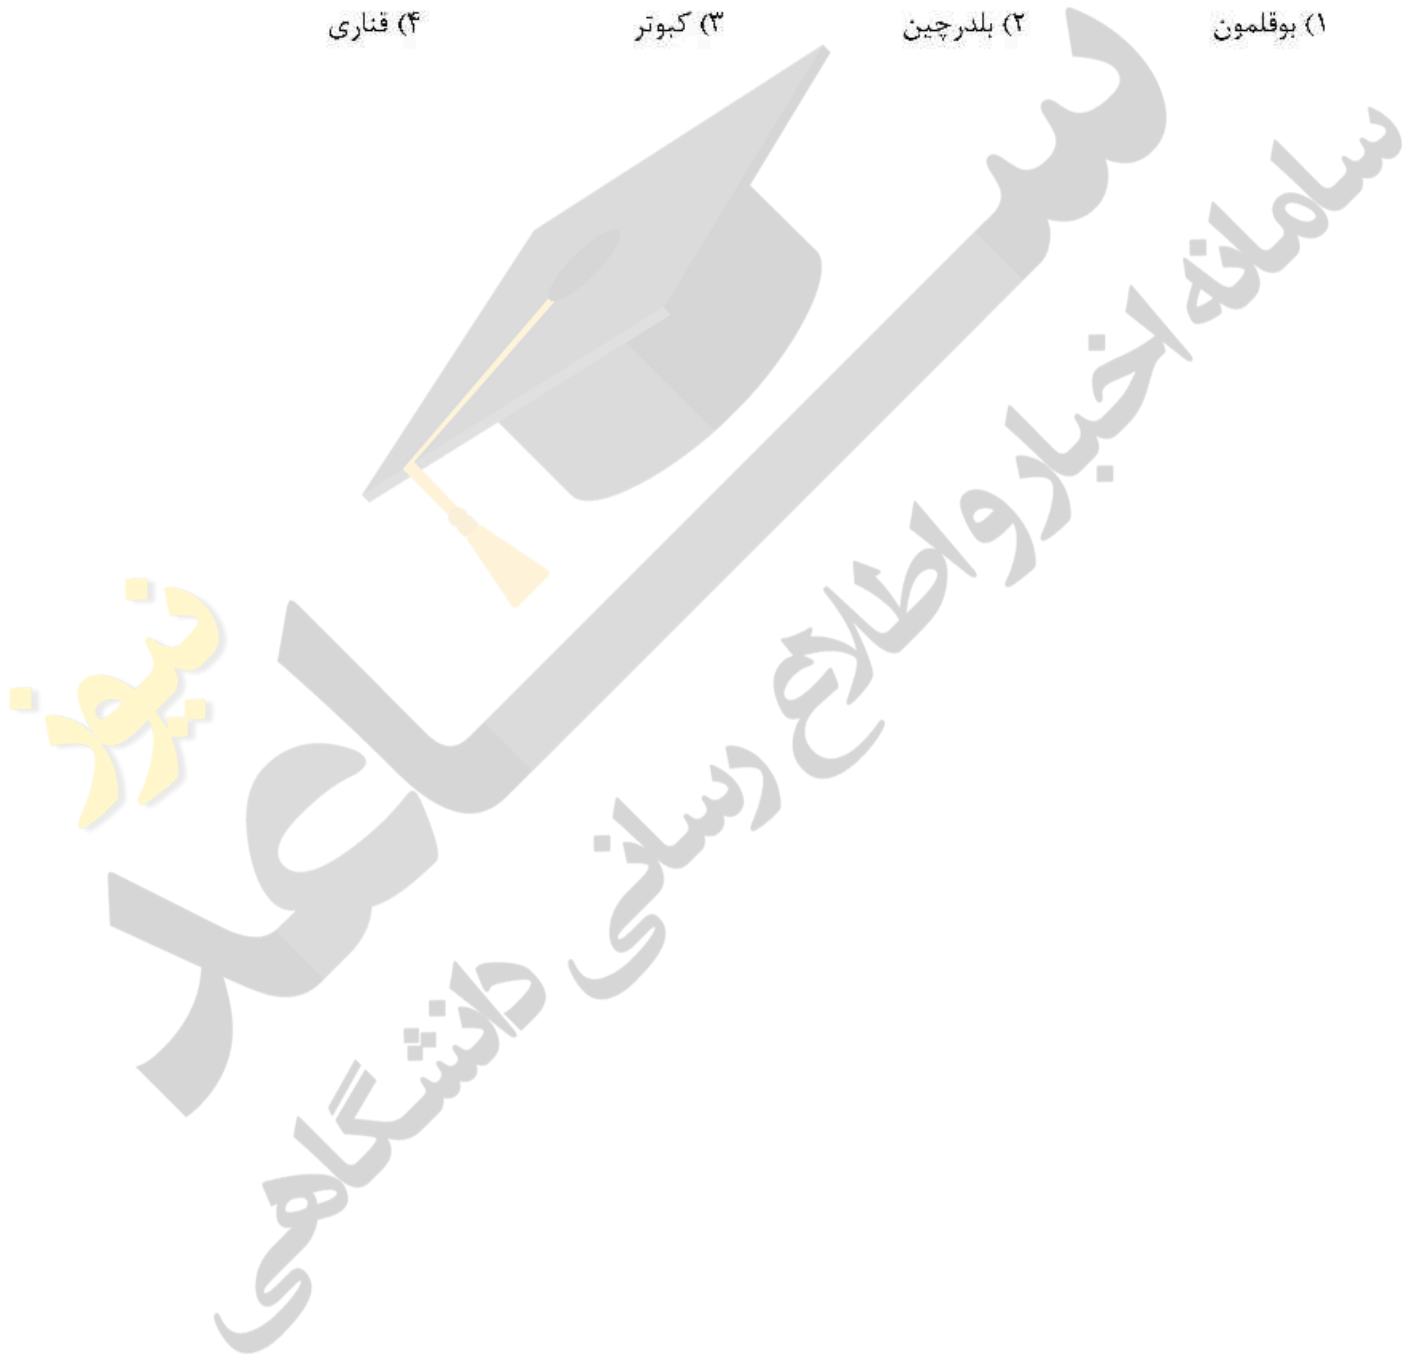 ۱) بوقلمون ۲) بلدرچین ۳) کبوتر ۴) قناری
ساعد
نیوز
سامانه اخبار و اطلاع رسانی دانشگاهی